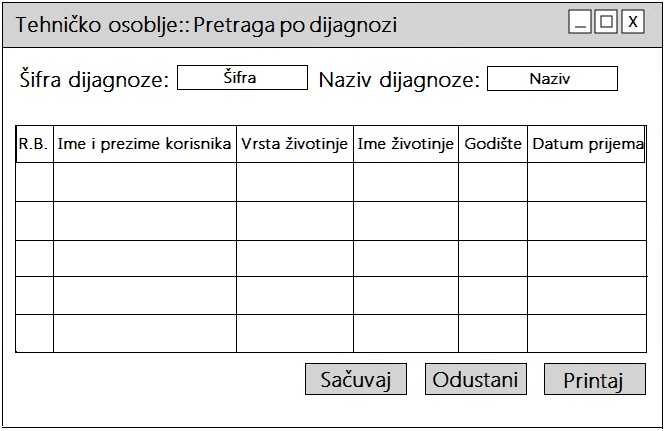 Tehničko osoblje:: Pretraga po dijagnozi X
Šifra dijagnoze: Šifra Naziv dijagnoze: Naziv
R.B. Ime i prezime korisnika Vrsta životinje Ime životinje Godište Datum prijema
Sačuvaj Odustani Printaj